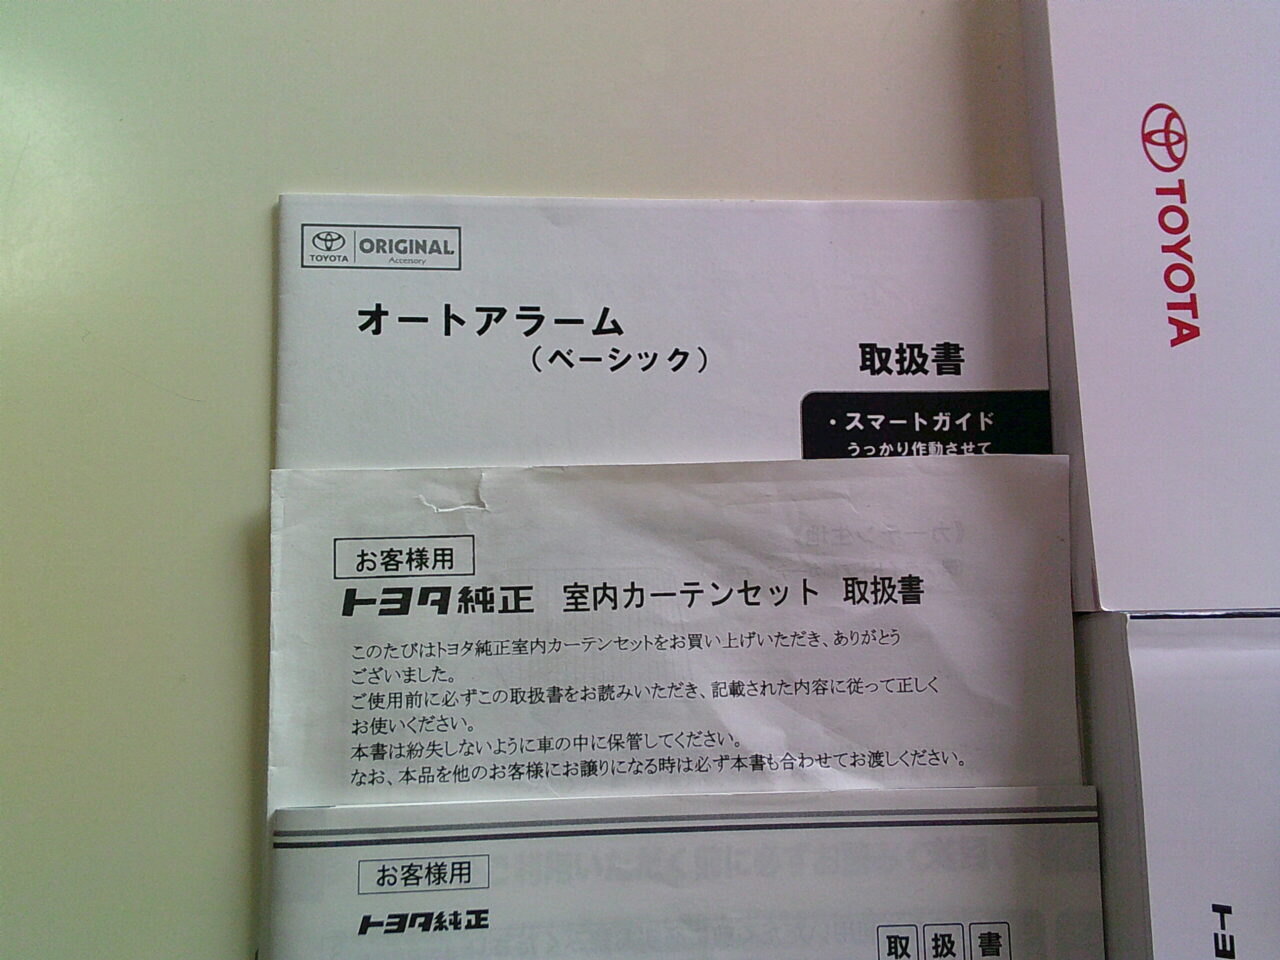 TOYOTA
ORIGINAL
Accessory
オートアラーム
（ベーシック）
取扱書
・スマートガイド
うっかり作動させて
お客様用
トヨタ純正 室内カーテンセット 取扱書
このたびはトヨタ純正室内カーテンセットをお買い上げいただき、ありがとう
ございました。
ご使用前に必ずこの取扱書をお読みいただき、記載された内容に従って正しく
お使いください。
本書は紛失しないように車の中に保管してください。
なお、本品を他のお客様にお譲りになる時は必ず本書も合わせてお渡しください。
お客様用
トヨタ純正
取扱書
TOYOTA